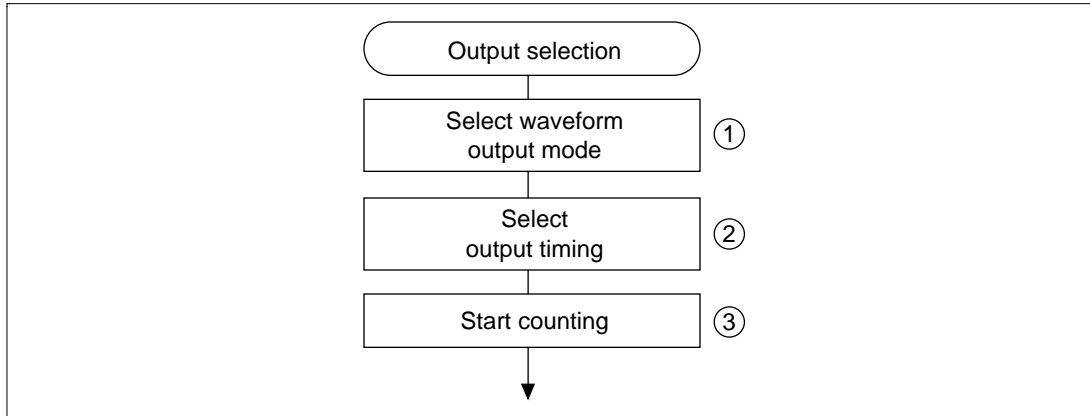 Output selection
Select waveform
output mode
1
Select
output timing
2
Start counting
3